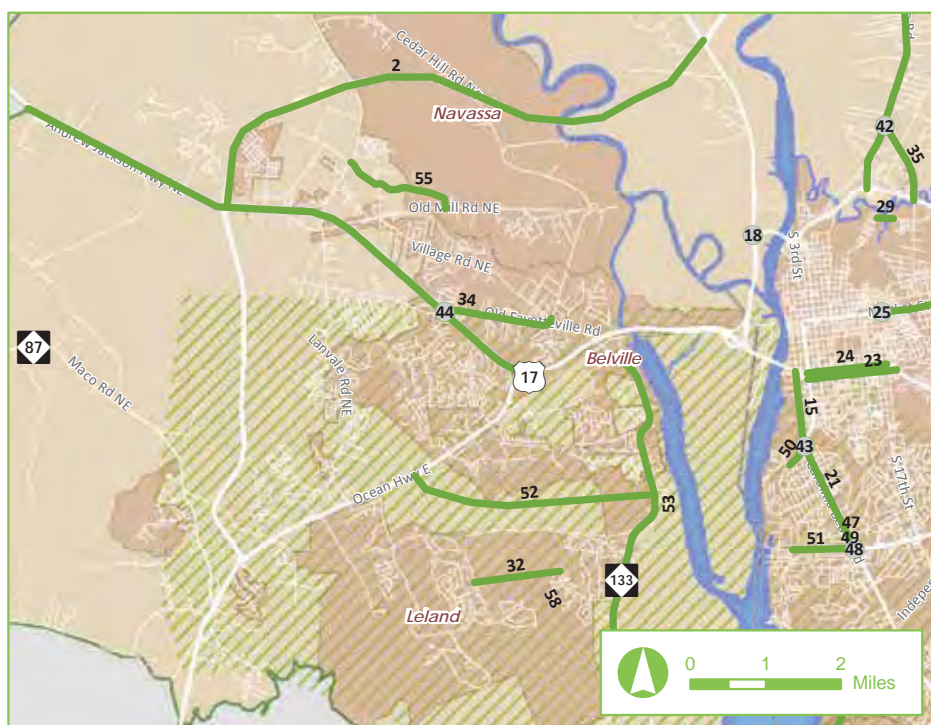 2
Cedar Hill Rd NE
Navassa
42
35
Andrew Jackson Hwy NE
55
Old Mill Rd NE
29
18
S 3rd St
Village Rd NE
34
44
Old Fayetteville Rd
25
87
Lanvale Rd NE
Maco Rd NE
17
Belville
24
23
15
50
43
21
S 17th St
Ocean Hwy E
52
53
47
49
51
48
32
58
133
Leland
0 1 2
Miles